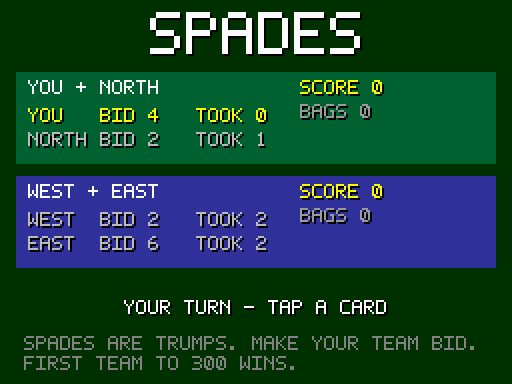 SPADES
YOU + NORTH
SCORE 0
YOU BID 4 TOOK 0
BAGS 0
NORTH BID 2 TOOK 1
WEST + EAST
SCORE 0
WEST BID 2 TOOK 2
BAGS 0
EAST BID 6 TOOK 2
YOUR TURN - TAP A CARD
SPADES ARE TRUMPS. MAKE YOUR TEAM BID.
FIRST TEAM TO 300 WINS.